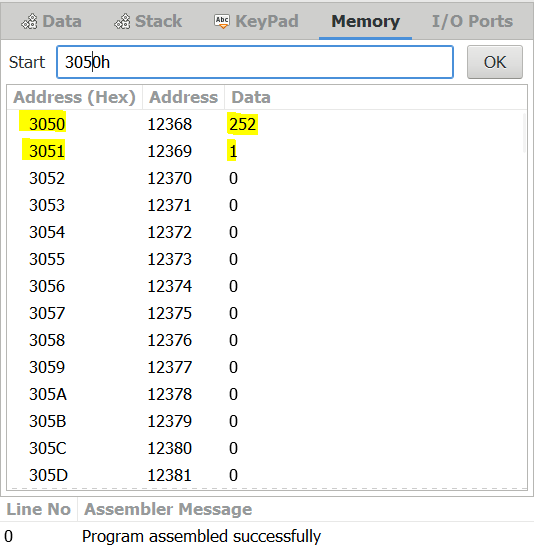 Data Stack Abc KeyPad Memory I/O Ports
Start 3050h OK
Address (Hex) Address Data
3050 12368 252
3051 12369 1
3052 12370 0
3053 12371 0
3054 12372 0
3055 12373 0
3056 12374 0
3057 12375 0
3058 12376 0
3059 12377 0
305A 12378 0
305B 12379 0
305C 12380 0
305D 12381 0
Line No Assembler Message
0 Program assembled successfully